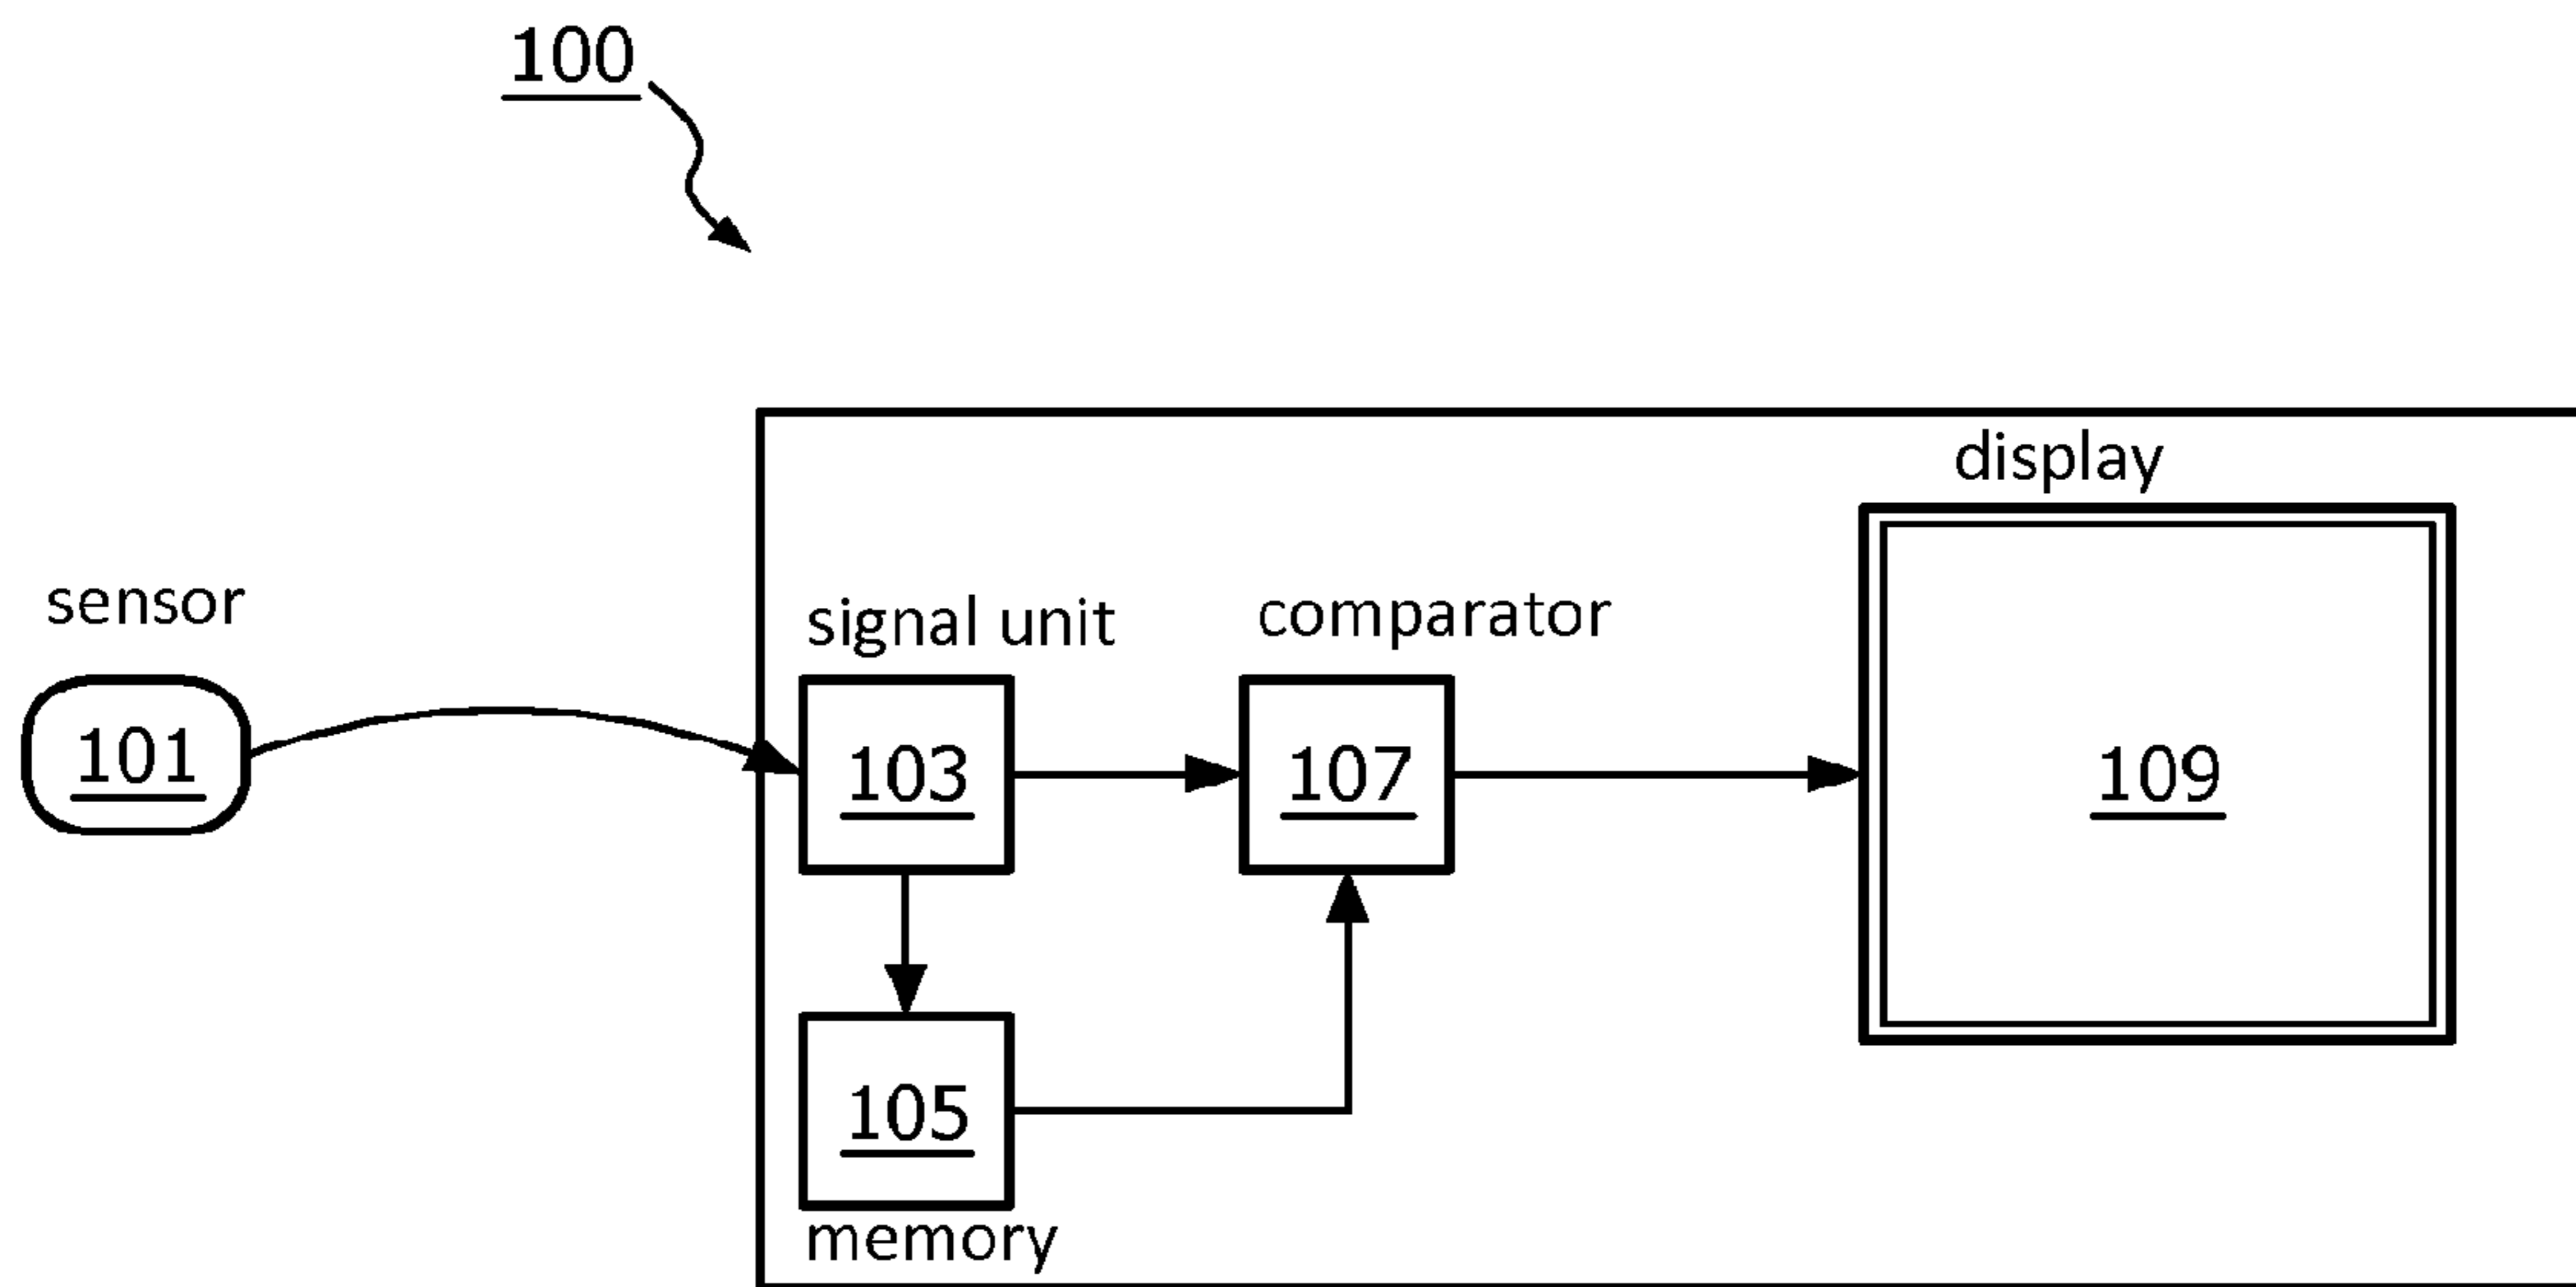 100
display
sensor
signal unit
comparator
101
103
107
109
105
memory